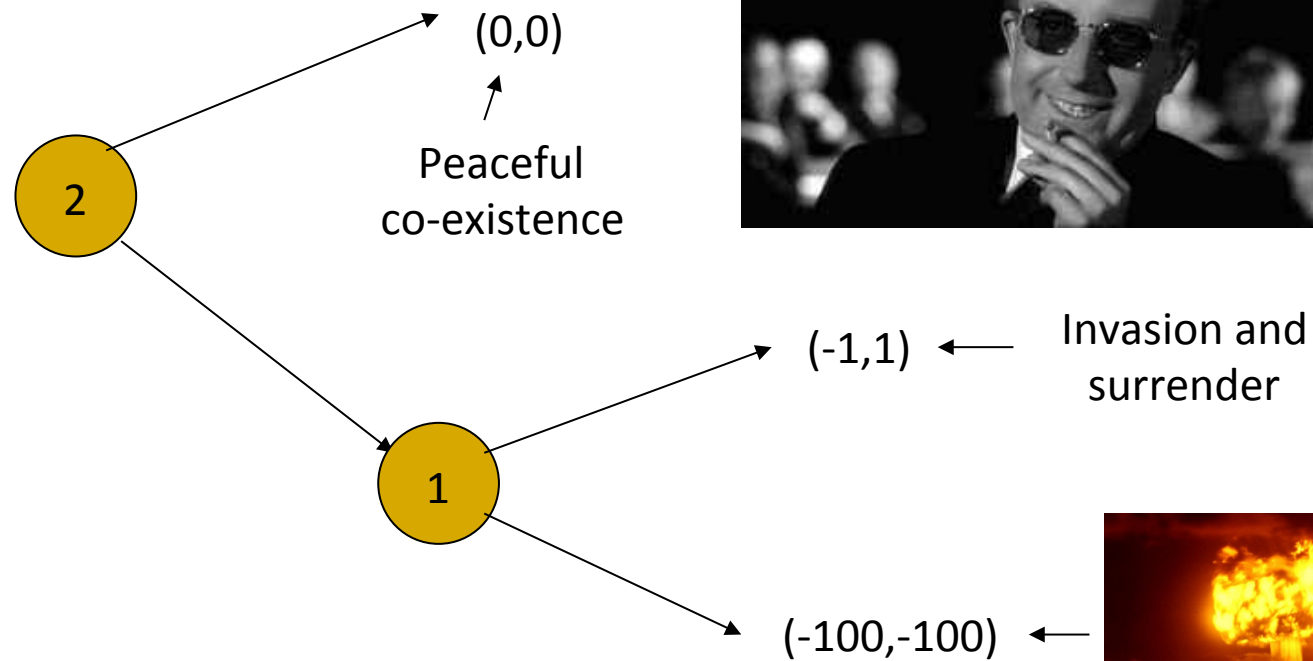 (0,0)
2
Peaceful
co-existence
(-1,1)
Invasion and
surrender
1
(-100,-100)